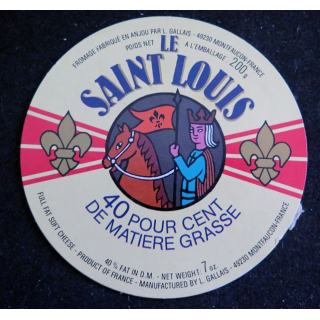 FROMAGE FABRIQUÉ EN ANJOU PAR L. GALLAIS - 49230 MONTFAUCON-FRANCE
POIDS NET A L'EMBALLAGE 200 g
LE
SAINT LOUIS
40 POUR CENT
DE MATIERE GRASSE
FULL FAT SOFT CHEESE - PRODUCT OF FRANCE - MANUFACTURED BY L. GALLAIS - 49230 MONTFAUCON-FRANCE
40 % FAT IN D.M. - NET WEIGHT: 7 oz.